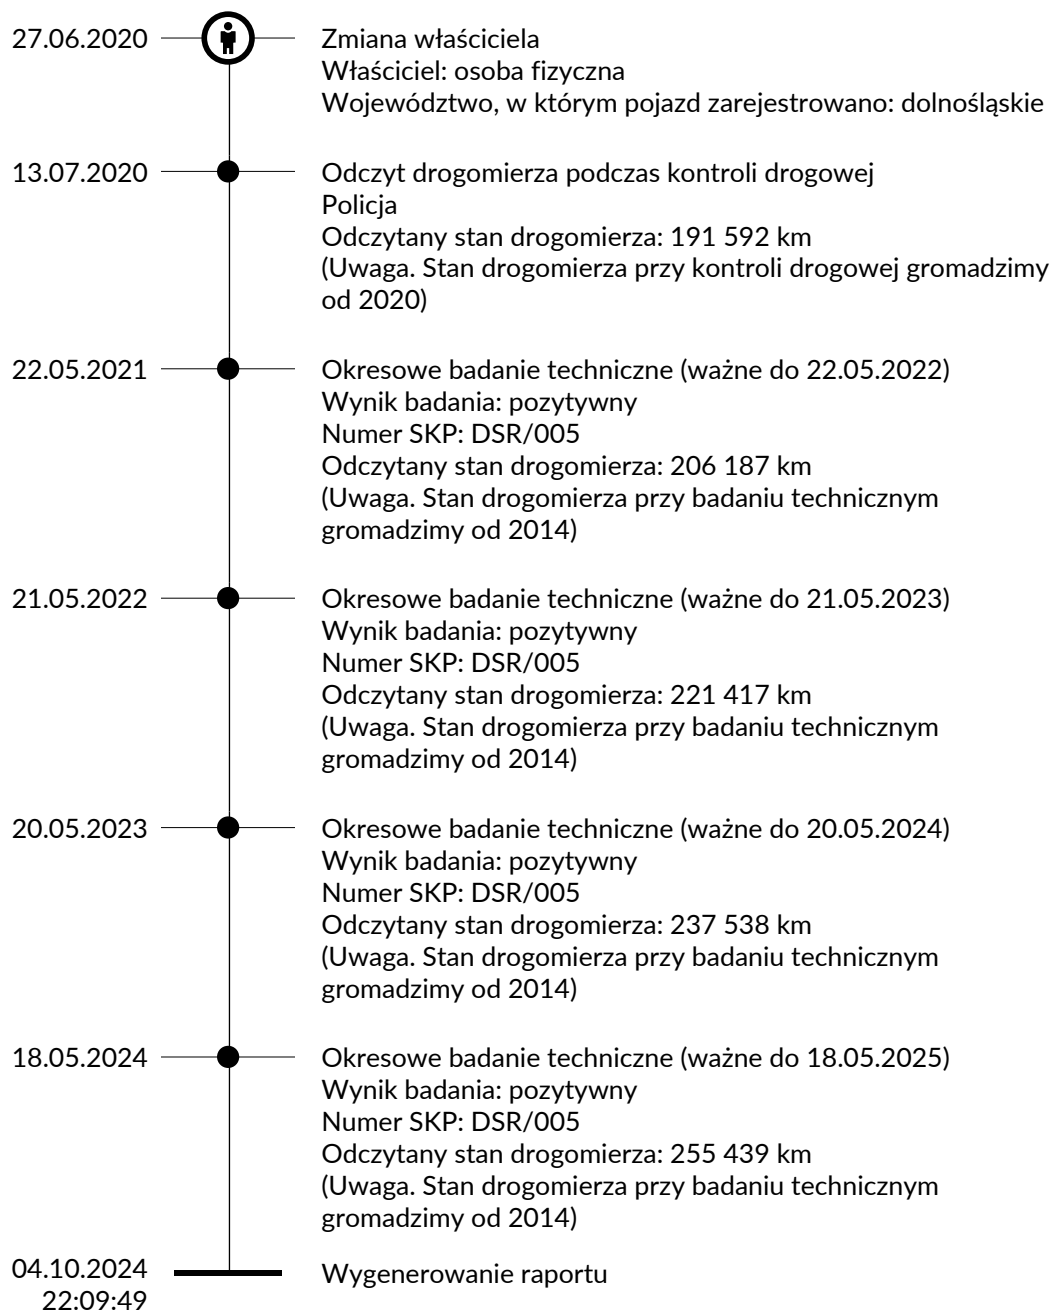 27.06.2020 Zmiana właściciela
Właściciel: osoba fizyczna
Województwo, w którym pojazd zarejestrowano: dolnośląskie
13.07.2020 Odczyt drogomierza podczas kontroli drogowej
Policja
Odczytany stan drogomierza: 191 592 km
(Uwaga. Stan drogomierza przy kontroli drogowej gromadzimy
od 2020)
22.05.2021 Okresowe badanie techniczne (ważne do 22.05.2022)
Wynik badania: pozytywny
Numer SKP: DSR/005
Odczytany stan drogomierza: 206 187 km
(Uwaga. Stan drogomierza przy badaniu technicznym
gromadzimy od 2014)
21.05.2022 Okresowe badanie techniczne (ważne do 21.05.2023)
Wynik badania: pozytywny
Numer SKP: DSR/005
Odczytany stan drogomierza: 221 417 km
(Uwaga. Stan drogomierza przy badaniu technicznym
gromadzimy od 2014)
20.05.2023 Okresowe badanie techniczne (ważne do 20.05.2024)
Wynik badania: pozytywny
Numer SKP: DSR/005
Odczytany stan drogomierza: 237 538 km
(Uwaga. Stan drogomierza przy badaniu technicznym
gromadzimy od 2014)
18.05.2024 Okresowe badanie techniczne (ważne do 18.05.2025)
Wynik badania: pozytywny
Numer SKP: DSR/005
Odczytany stan drogomierza: 255 439 km
(Uwaga. Stan drogomierza przy badaniu technicznym
gromadzimy od 2014)
04.10.2024 Wygenerowanie raportu
22:09:49